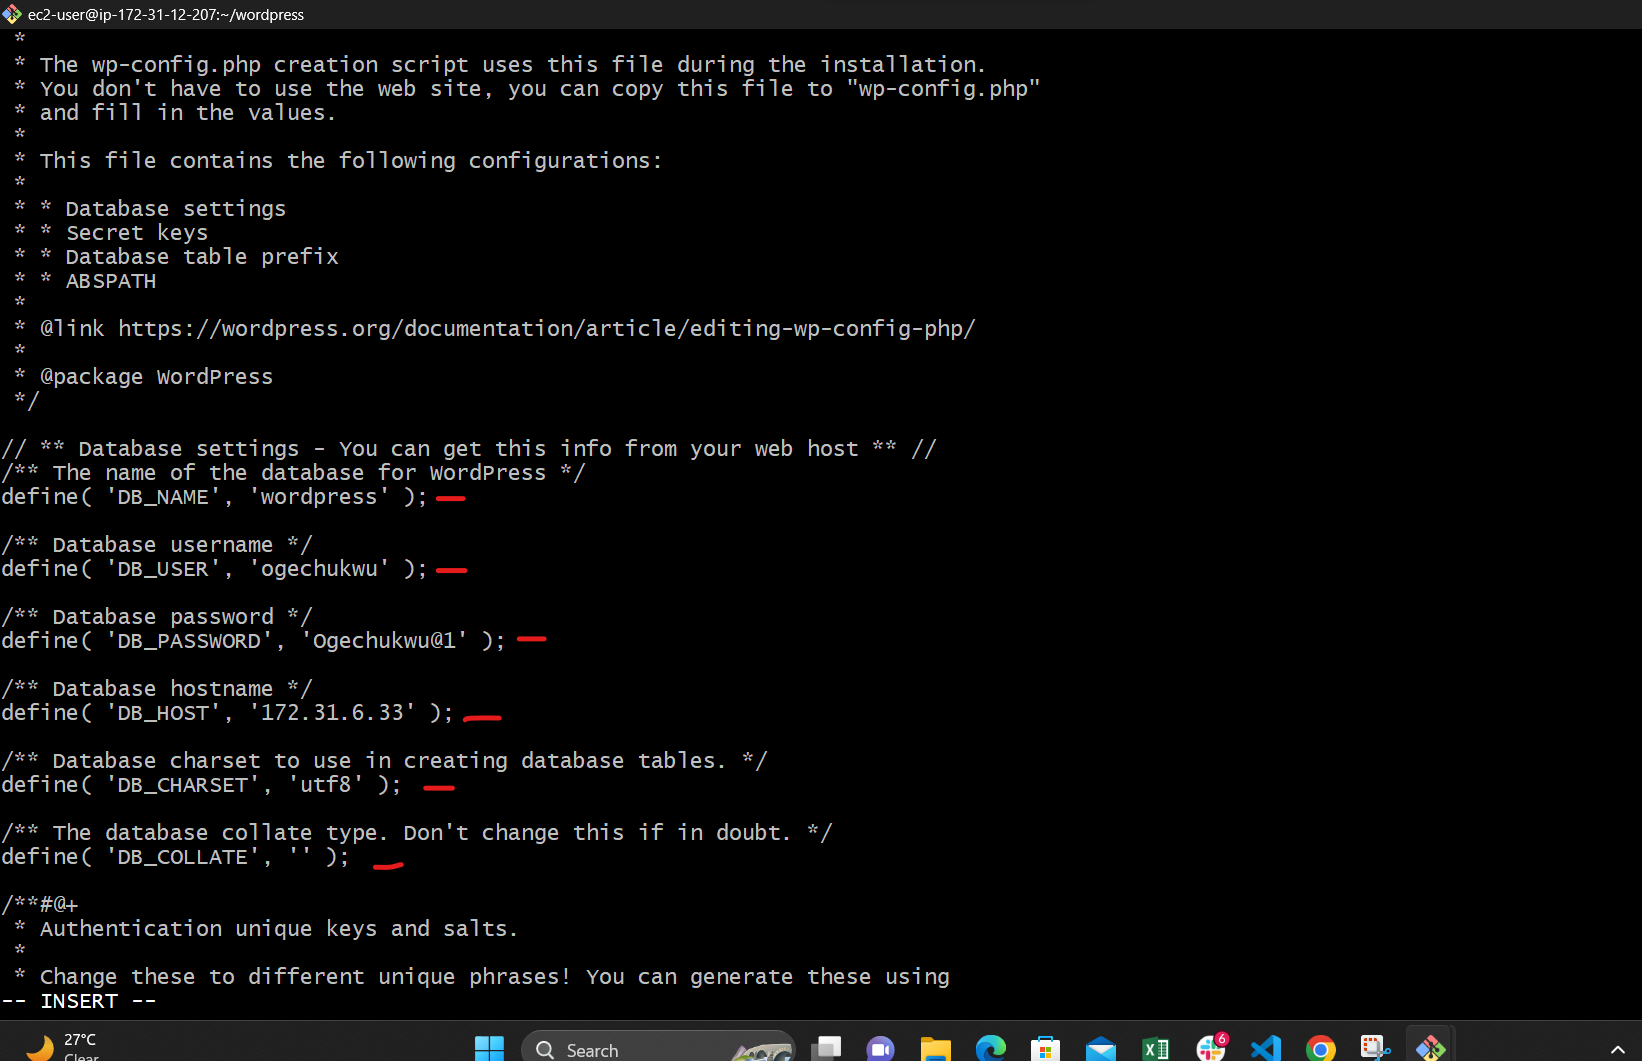 ec2-user@ip-172-31-12-207:~/wordpress
 *
 * The wp-config.php creation script uses this file during the installation.
 * You don't have to use the web site, you can copy this file to "wp-config.php"
 * and fill in the values.
 *
 * This file contains the following configurations:
 *
 * * Database settings
 * * Secret keys
 * * Database table prefix
 * * ABSPATH
 *
 * @link https://wordpress.org/documentation/article/editing-wp-config-php/
 *
 * @package WordPress
 */
// ** Database settings - You can get this info from your web host ** //
/** The name of the database for WordPress */
define( 'DB_NAME', 'wordpress' );
/** Database username */
define( 'DB_USER', 'ogechukwu' );
/** Database password */
define( 'DB_PASSWORD', 'Ogechukwu@1' );
/** Database hostname */
define( 'DB_HOST', '172.31.6.33' );
/** Database charset to use in creating database tables. */
define( 'DB_CHARSET', 'utf8' );
/** The database collate type. Don't change this if in doubt. */
define( 'DB_COLLATE', '' );
/**#@+
 * Authentication unique keys and salts.
 *
 * Change these to different unique phrases! You can generate these using
-- INSERT --
27°C
Clear
Search
6